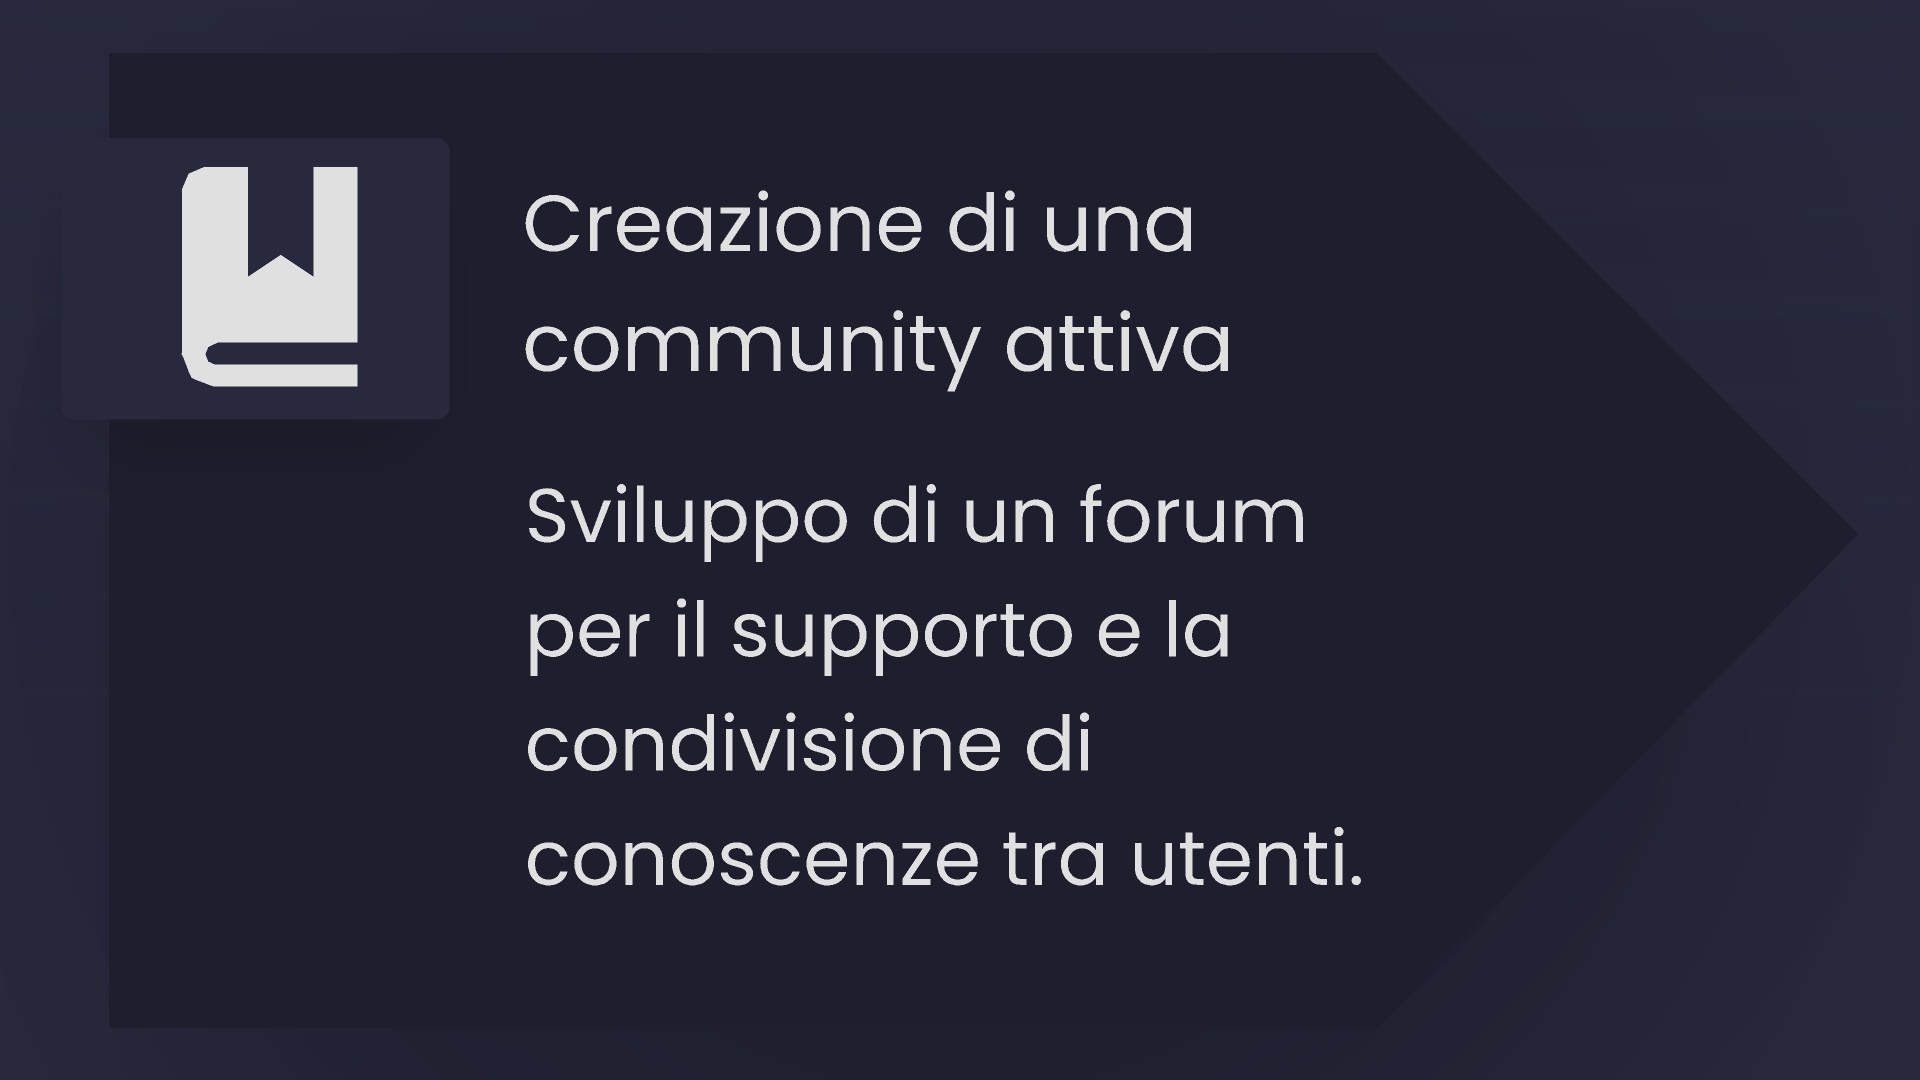 Creazione di una
community attiva
Sviluppo di un forum
per il supporto e la
condivisione di
conoscenze tra utenti.